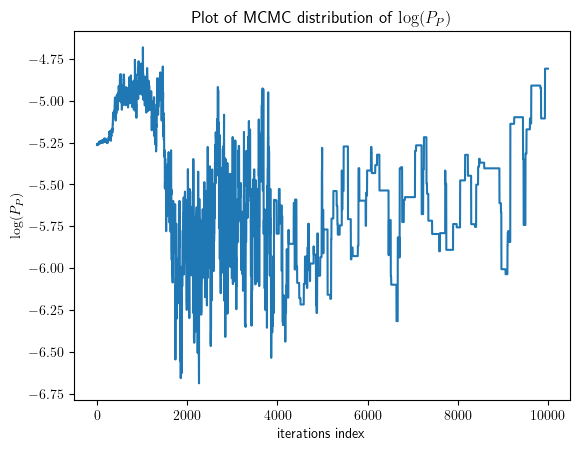 Plot of MCMC distribution of log(P_P)
−4.75
−5.00
−5.25
−5.50
−5.75
−6.00
−6.25
−6.50
−6.75
log(P_P)
0 2000 4000 6000 8000 10000
iterations index